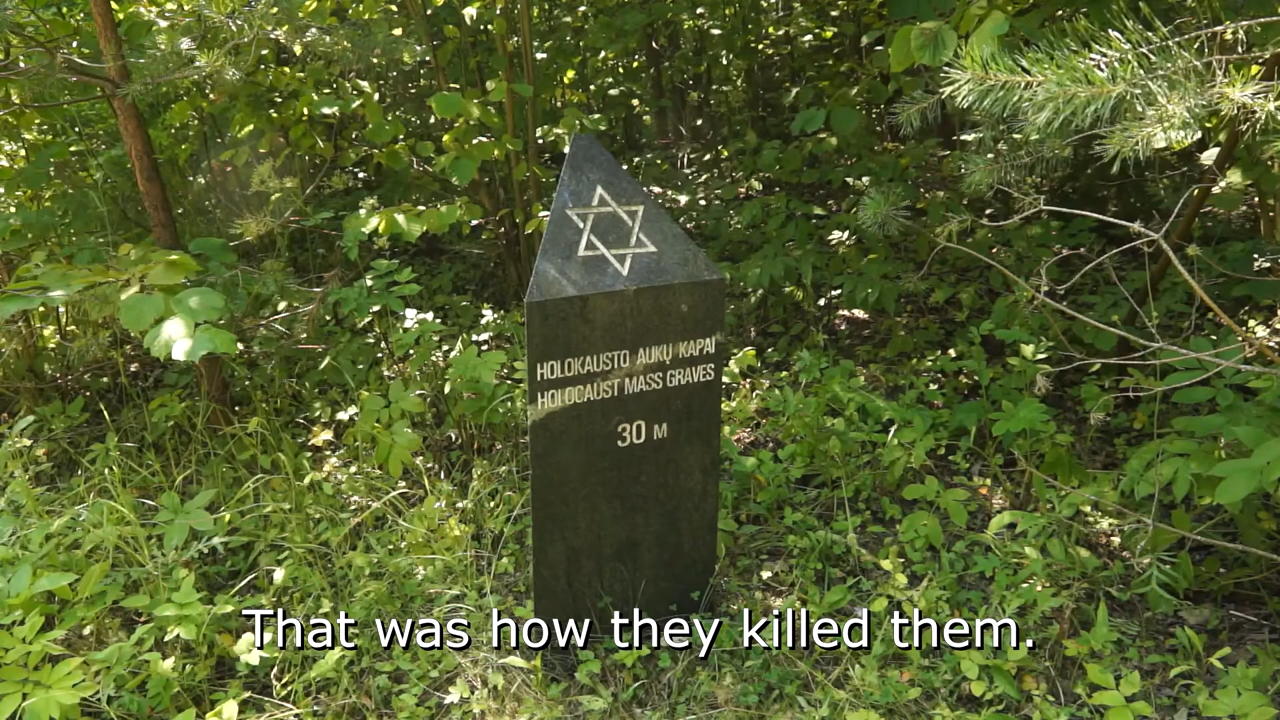 HOLOKAUSTO AUKŲ KAPAI
HOLOCAUST MASS GRAVES
30 M
That was how they killed them.